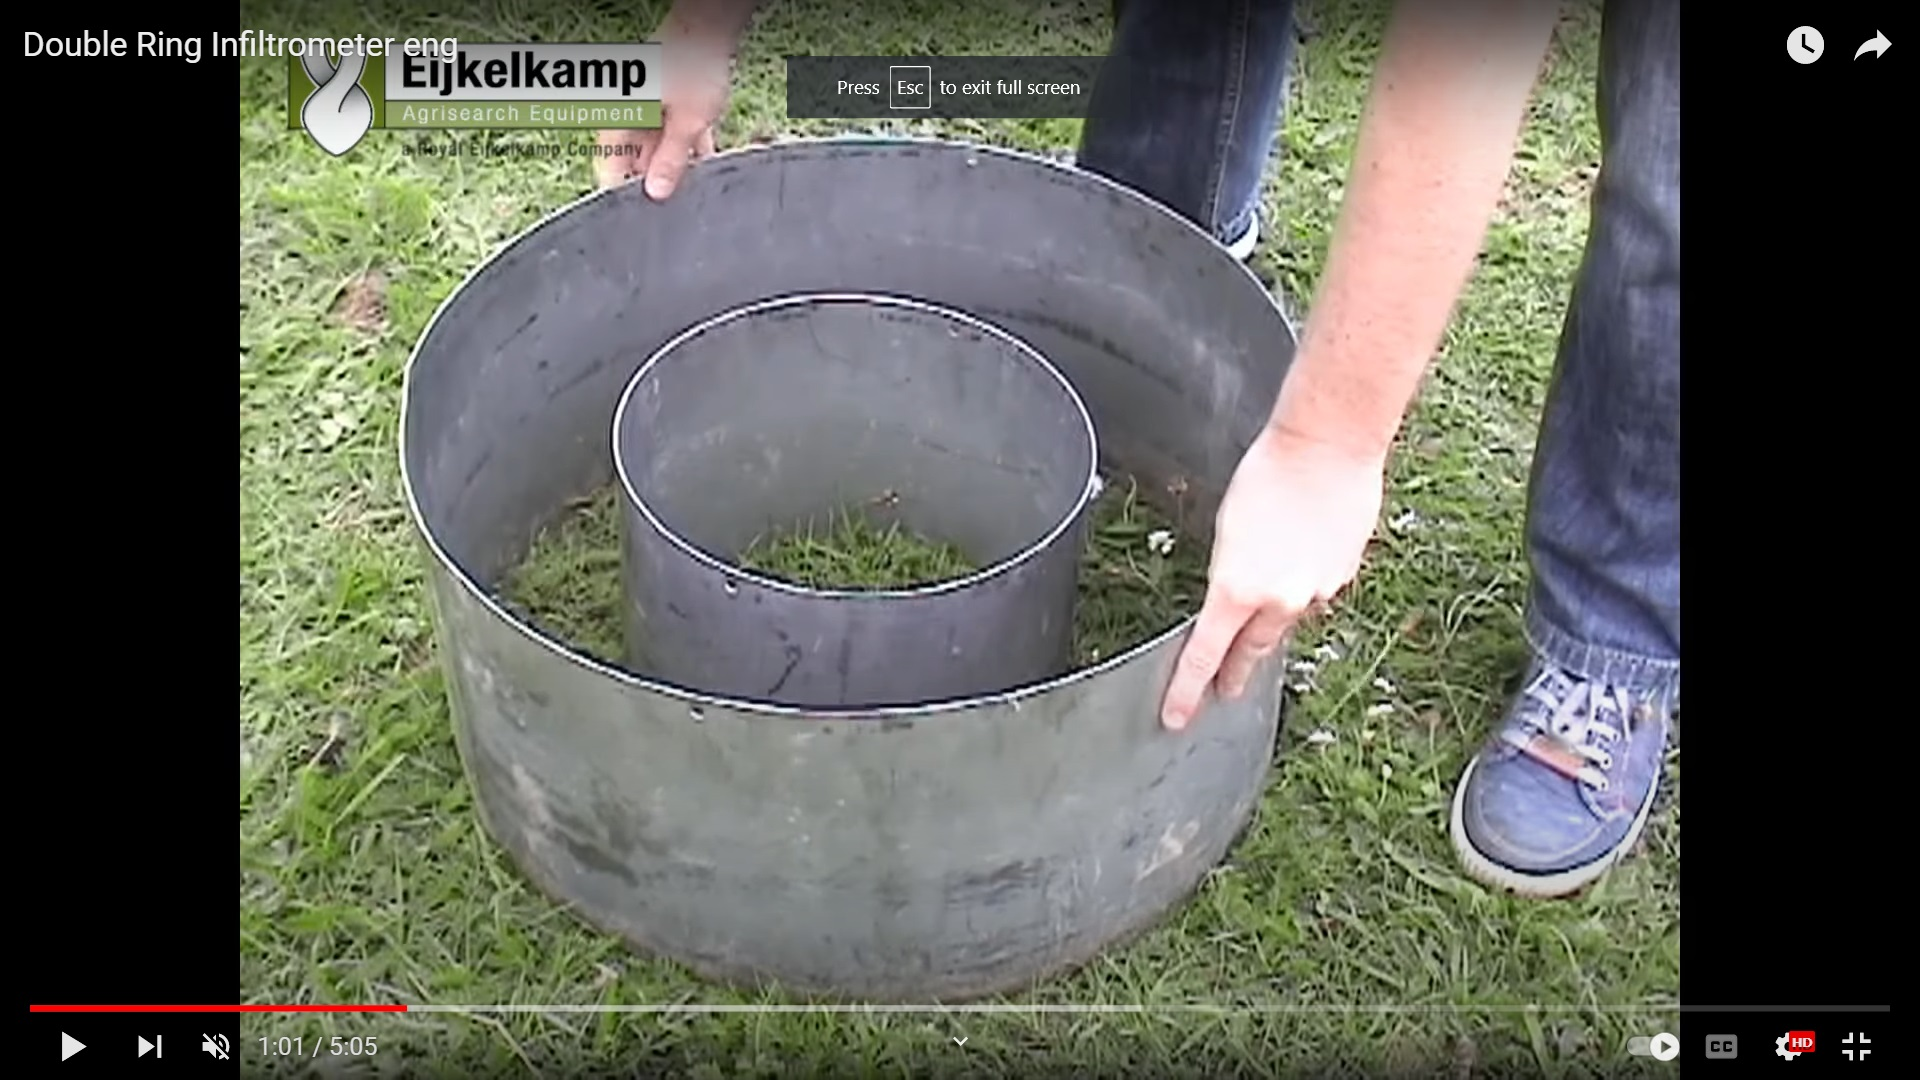 Double Ring Infiltrometer eng
Eijkelkamp
Agrisearch Equipment
a Royal Eijkelkamp Company
Press Esc to exit full screen
1:01 / 5:05
CC
HD